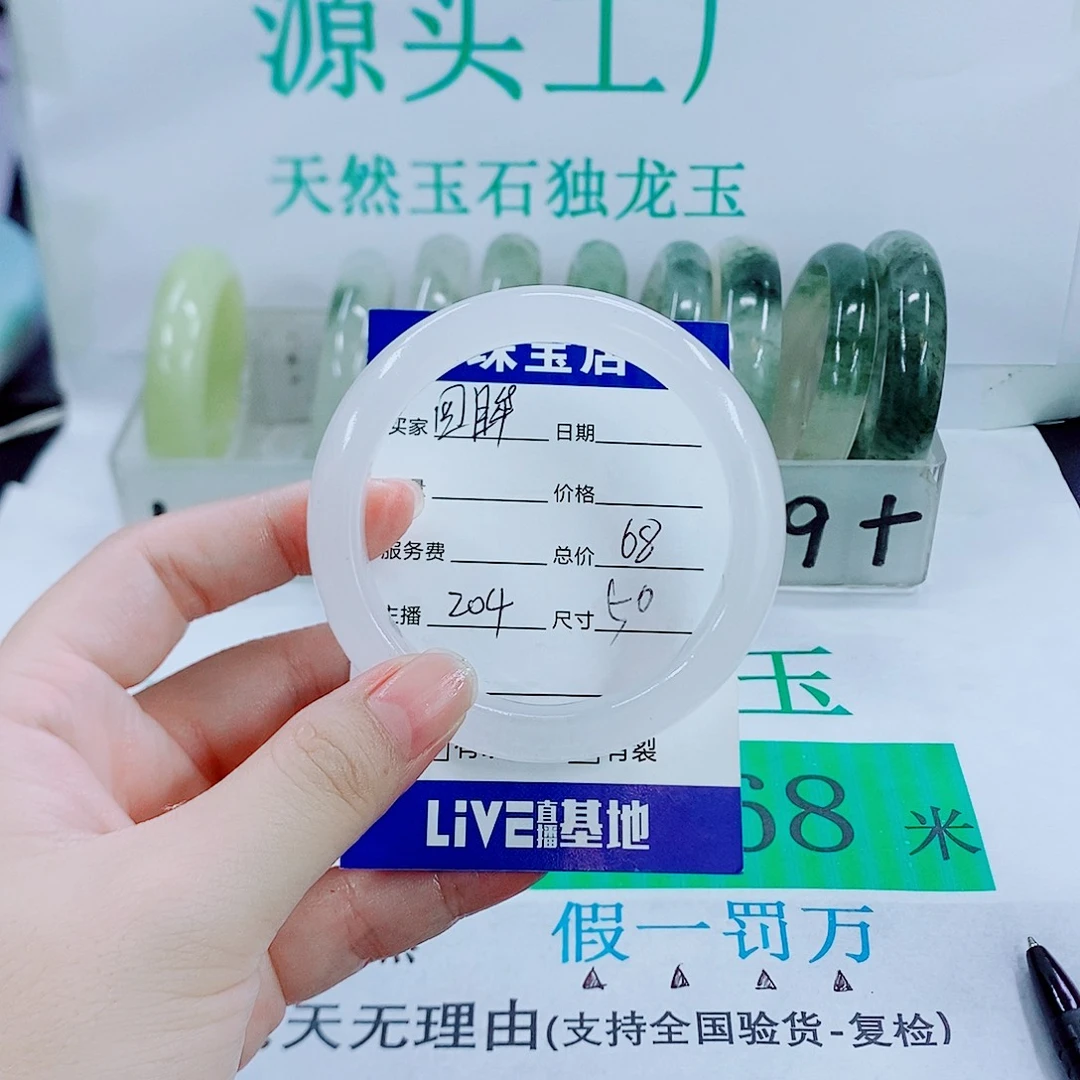 源头工厂
天然玉石独龙玉
珠宝店
买家 回眸 日期
价格
9+
服务费 总价 68
主播 204 尺寸 50
玉
有裂
68 米
LiVE直播基地
假一罚万
天无理由(支持全国验货-复检)